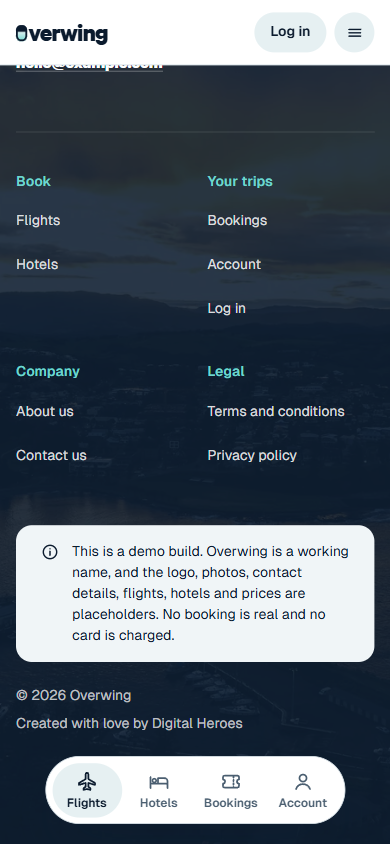 Overwing
Log in
hello@example.com
Book
Your trips
Flights
Bookings
Hotels
Account
Log in
Company
Legal
About us
Terms and conditions
Contact us
Privacy policy
This is a demo build. Overwing is a working
name, and the logo, photos, contact
details, flights, hotels and prices are
placeholders. No booking is real and no
card is charged.
© 2026 Overwing
Created with love by Digital Heroes
Flights
Hotels
Bookings
Account